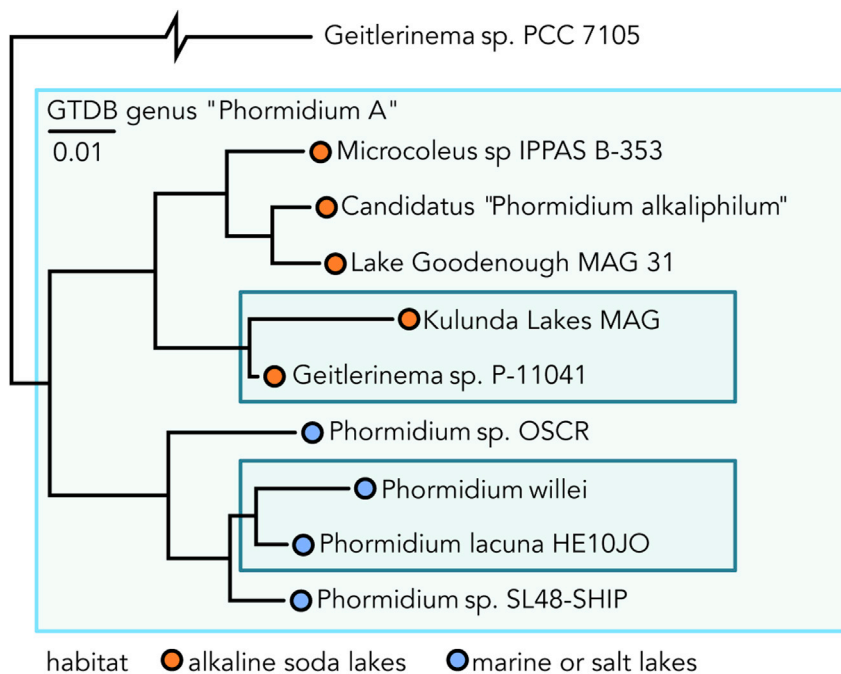 Geitlerinema sp. PCC 7105
GTDB genus "Phormidium A"
0.01
Microcoleus sp IPPAS B-353
Candidatus "Phormidium alkaliphilum"
Lake Goodenough MAG 31
Kulunda Lakes MAG
Geitlerinema sp. P-11041
Phormidium sp. OSCR
Phormidium willei
Phormidium lacuna HE10JO
Phormidium sp. SL48-SHIP
habitat alkaline soda lakes marine or salt lakes